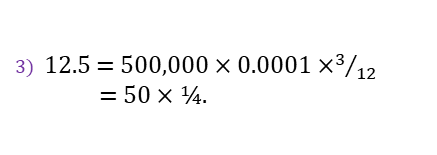 3) 12.5 = 500,000 × 0.0001 ×³/₁₂
= 50 × ¼.